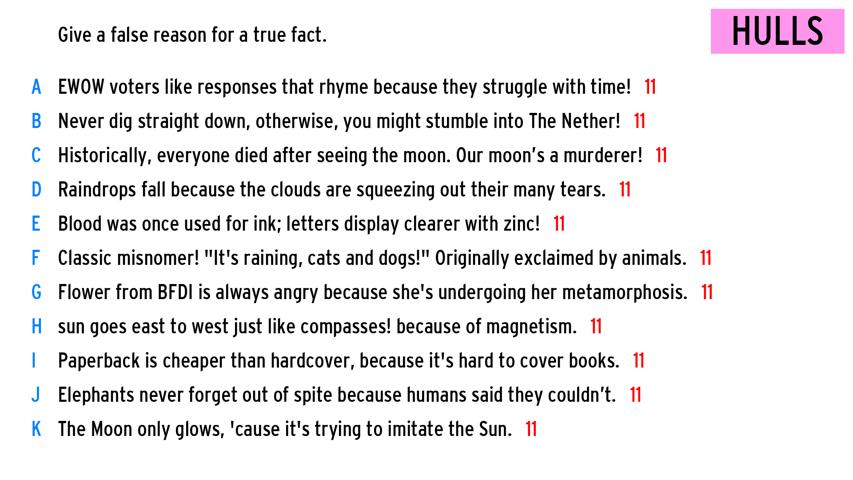 Give a false reason for a true fact.
HULLS
A EWOW voters like responses that rhyme because they struggle with time! 11
B Never dig straight down, otherwise, you might stumble into The Nether! 11
C Historically, everyone died after seeing the moon. Our moon's a murderer! 11
D Raindrops fall because the clouds are squeezing out their many tears. 11
E Blood was once used for ink; letters display clearer with zinc! 11
F Classic misnomer! "It's raining, cats and dogs!" Originally exclaimed by animals. 11
G Flower from BFDI is always angry because she's undergoing her metamorphosis. 11
H sun goes east to west just like compasses! because of magnetism. 11
I Paperback is cheaper than hardcover, because it's hard to cover books. 11
J Elephants never forget out of spite because humans said they couldn't. 11
K The Moon only glows, 'cause it's trying to imitate the Sun. 11